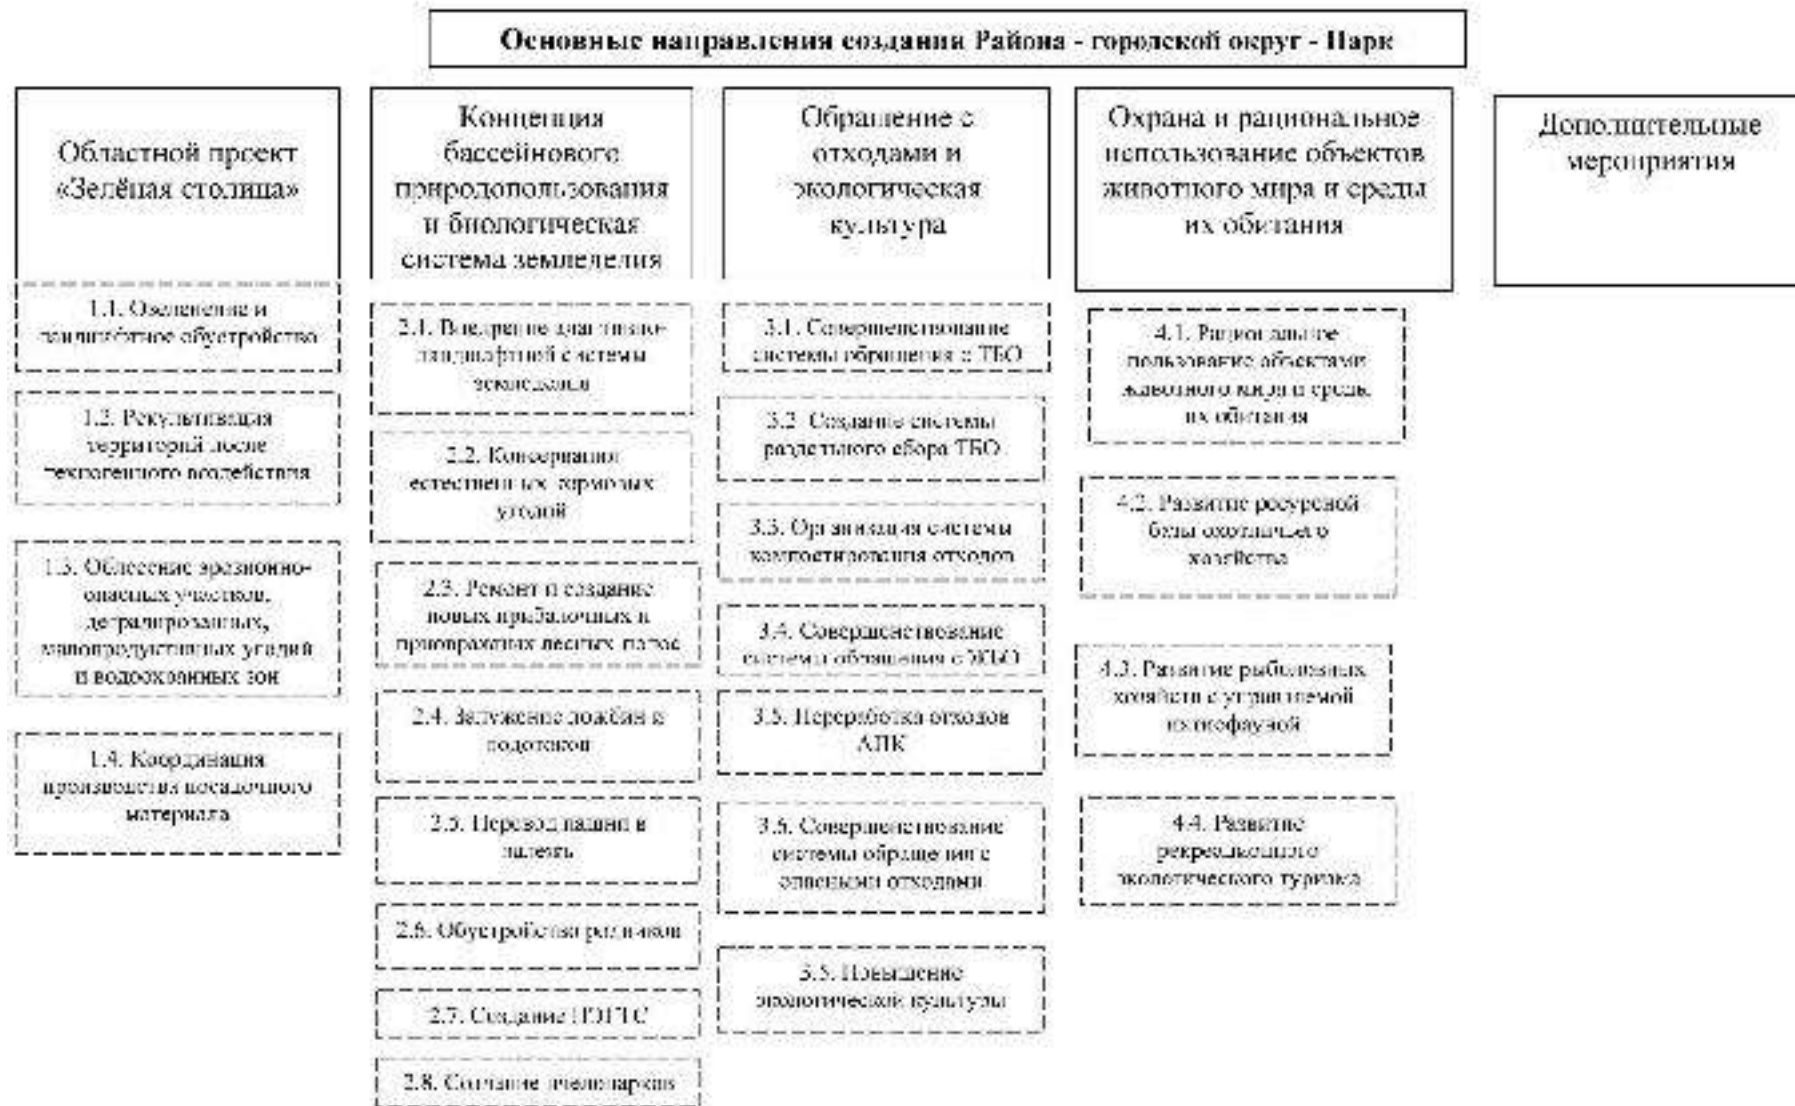 Основные направления создания Района - городской округ - Парк
Областной проект
«Зелёная столица»
1.1. Озеленение и
ландшафтное обустройство
1.2. Рекультивация
территорий после
техногенного воздействия
1.3. Облесение эрозионно-
опасных участков,
деградированных,
малопродуктивных угодий
и водоохранных зон
1.4. Координация
производства посадочного
материала
Концепция
бассейнового
природопользования
и биологическая
система земледелия
2.1. Внедрение адаптивно-
ландшафтной системы
земледелия
2.2. Консервация
естественных кормовых
угодий
2.3. Ремонт и создание
новых прибалочных и
приовражных лесных полос
2.4. Залужение ложбин и
водотоков
2.5. Перевод пашни в
залежь
2.6. Обустройство родников
2.7. Создание
2.8. Создание пчелопарков
Обращение с
отходами и
экологическая
культура
3.1. Совершенствование
системы обращения с ТБО
3.2 Создание системы
раздельного сбора ТБО
3.3. Организация системы
компостирования отходов
3.4. Совершенствование
системы обращения с ЖБО
3.5. Переработка отходов
АПК
3.6. Совершенствование
системы обращения с
опасными отходами
3.5. Повышение
экологической культуры
Охрана и рациональное
использование объектов
животного мира и среды
их обитания
4.1. Рациональное
пользование объектами
животного мира и среды
их обитания
4.2. Развитие ресурсной
базы охотничьего
хозяйства
4.3. Развитие рыболовных
хозяйств с управляемой
ихтиофауной
4.4. Развитие
рекреационного
экологического туризма
Дополнительные
мероприятия